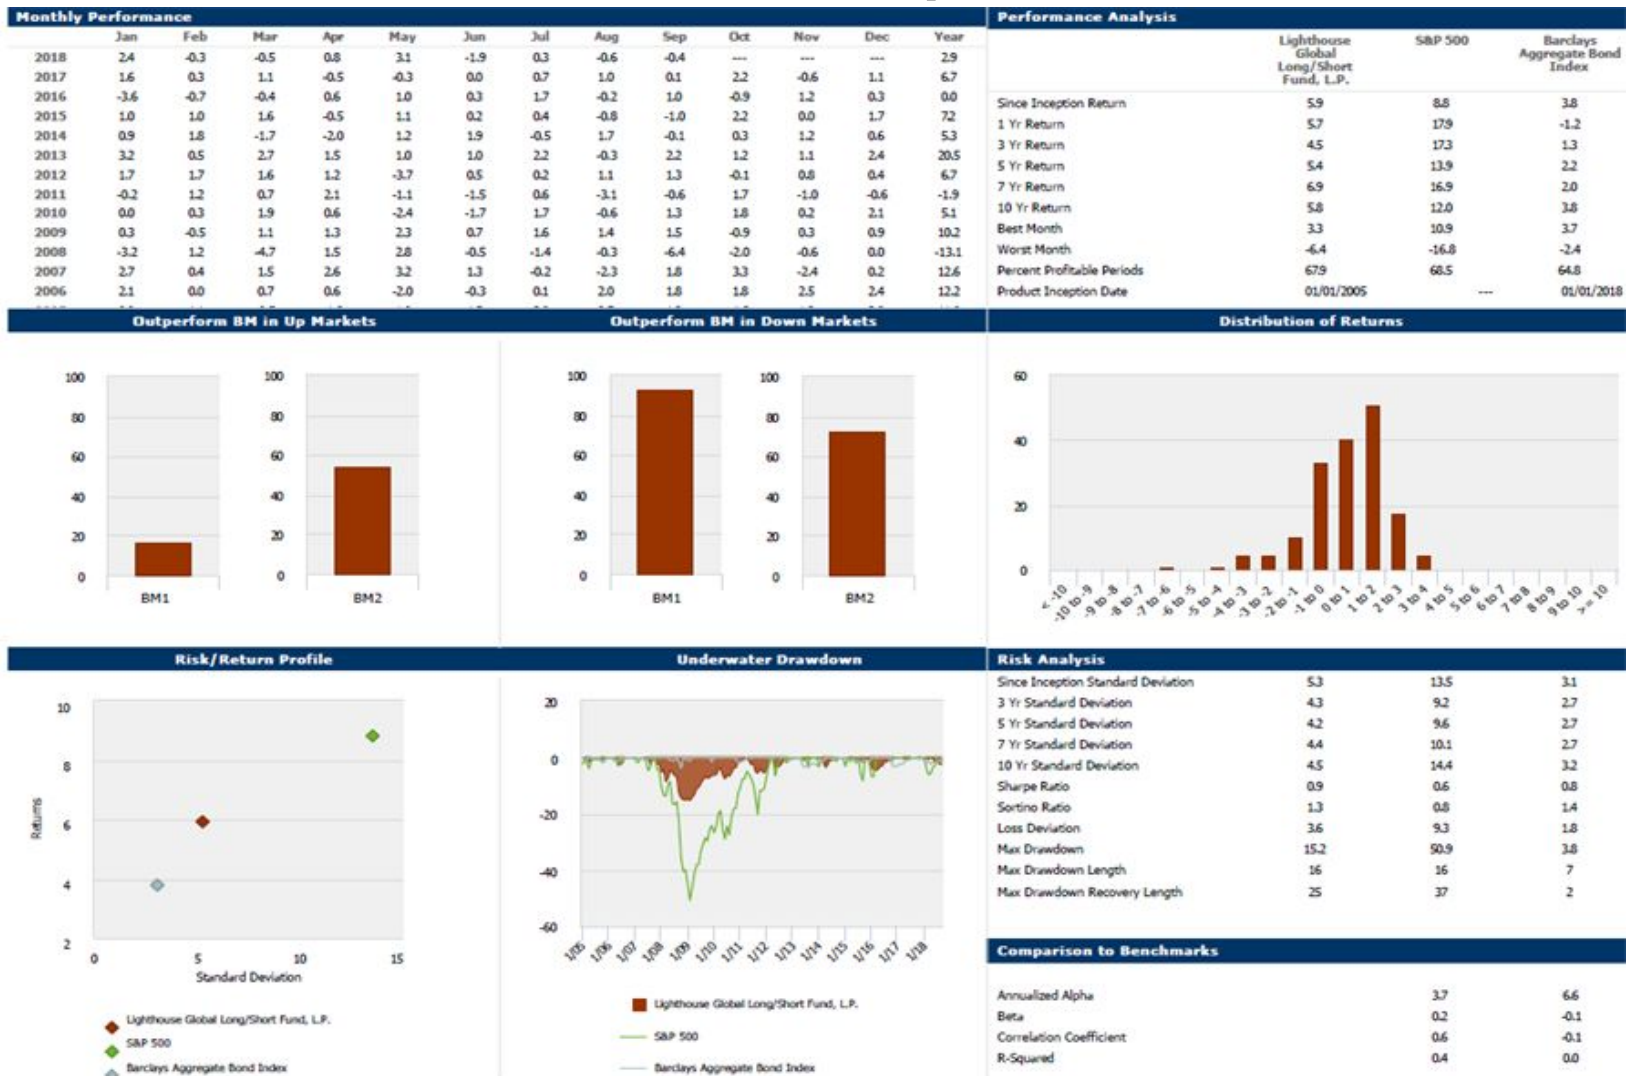 Monthly Performance
Jan Feb Mar Apr May Jun Jul Aug Sep Oct Nov Dec Year
2018 2.4 -0.3 -0.5 0.8 3.1 -1.9 0.3 -0.6 -0.4 --- --- --- 2.9
2017 1.6 0.3 1.1 -0.5 -0.3 0.0 0.7 1.0 0.1 2.2 -0.6 1.1 6.7
2016 -3.6 -0.7 -0.4 0.6 1.0 0.3 1.7 -0.2 1.0 -0.9 1.2 0.3 0.0
2015 1.0 1.0 1.6 -0.5 1.1 0.2 0.4 -0.8 -1.0 2.2 0.0 1.7 7.2
2014 0.9 1.8 -1.7 -2.0 1.2 1.9 -0.5 1.7 -0.1 0.3 1.2 0.6 5.3
2013 3.2 0.5 2.7 1.5 1.0 1.0 2.2 -0.3 2.2 1.2 1.1 2.4 20.5
2012 1.7 1.7 1.6 1.2 -3.7 0.5 0.2 1.1 1.3 -0.1 0.8 0.4 6.7
2011 -0.2 1.2 0.7 2.1 -1.1 -1.5 0.6 -3.1 -0.6 1.7 -1.0 -0.6 -1.9
2010 0.0 0.3 1.9 0.6 -2.4 -1.7 1.7 -0.6 1.3 1.8 0.2 2.1 5.1
2009 0.3 -0.5 1.1 1.3 2.3 0.7 1.6 1.4 1.5 -0.9 0.3 0.9 10.2
2008 -3.2 1.2 -4.7 1.5 2.8 -0.5 -1.4 -0.3 -6.4 -2.0 -0.6 0.0 -13.1
2007 2.7 0.4 1.5 2.6 3.2 1.3 -0.2 -2.3 1.8 3.3 -2.4 0.2 12.6
2006 2.1 0.0 0.7 0.6 -2.0 -0.3 0.1 2.0 1.8 1.8 2.5 2.4 12.2
Performance Analysis
Lighthouse Global Long/Short Fund, L.P. S&P 500 Barclays Aggregate Bond Index
Since Inception Return 5.9 8.8 3.8
1 Yr Return 5.7 17.9 -1.2
3 Yr Return 4.5 17.3 1.3
5 Yr Return 5.4 13.9 2.2
7 Yr Return 6.9 16.9 2.0
10 Yr Return 5.8 12.0 3.8
Best Month 3.3 10.9 3.7
Worst Month -6.4 -16.8 -2.4
Percent Profitable Periods 67.9 68.5 64.8
Product Inception Date 01/01/2005 --- 01/01/2018
Outperform BM in Up Markets
100 80 60 40 20 0
BM1
100 80 60 40 20 0
BM2
Outperform BM in Down Markets
100 80 60 40 20 0
BM1
100 80 60 40 20 0
BM2
Distribution of Returns
60 40 20 0
< -10 -10 to -9 -9 to -8 -8 to -7 -7 to -6 -6 to -5 -5 to -4 -4 to -3 -3 to -2 -2 to -1 -1 to 0 0 to 1 1 to 2 2 to 3 3 to 4 4 to 5 5 to 6 6 to 7 7 to 8 8 to 9 9 to 10 >= 10
Risk/Return Profile
Returns
10 8 6 4 2
0 5 10 15
Standard Deviation
Lighthouse Global Long/Short Fund, L.P.
S&P 500
Barclays Aggregate Bond Index
Underwater Drawdown
20 0 -20 -40 -60
1/05 1/06 1/07 1/08 1/09 1/10 1/11 1/12 1/13 1/14 1/15 1/16 1/17 1/18
Lighthouse Global Long/Short Fund, L.P.
S&P 500
Barclays Aggregate Bond Index
Risk Analysis
Since Inception Standard Deviation 5.3 13.5 3.1
3 Yr Standard Deviation 4.3 9.2 2.7
5 Yr Standard Deviation 4.2 9.6 2.7
7 Yr Standard Deviation 4.4 10.1 2.7
10 Yr Standard Deviation 4.5 14.4 3.2
Sharpe Ratio 0.9 0.6 0.8
Sortino Ratio 1.3 0.8 1.4
Loss Deviation 3.6 9.3 1.8
Max Drawdown 15.2 50.9 3.8
Max Drawdown Length 16 16 7
Max Drawdown Recovery Length 25 37 2
Comparison to Benchmarks
Annualized Alpha 3.7 6.6
Beta 0.2 -0.1
Correlation Coefficient 0.6 -0.1
R-Squared 0.4 0.0